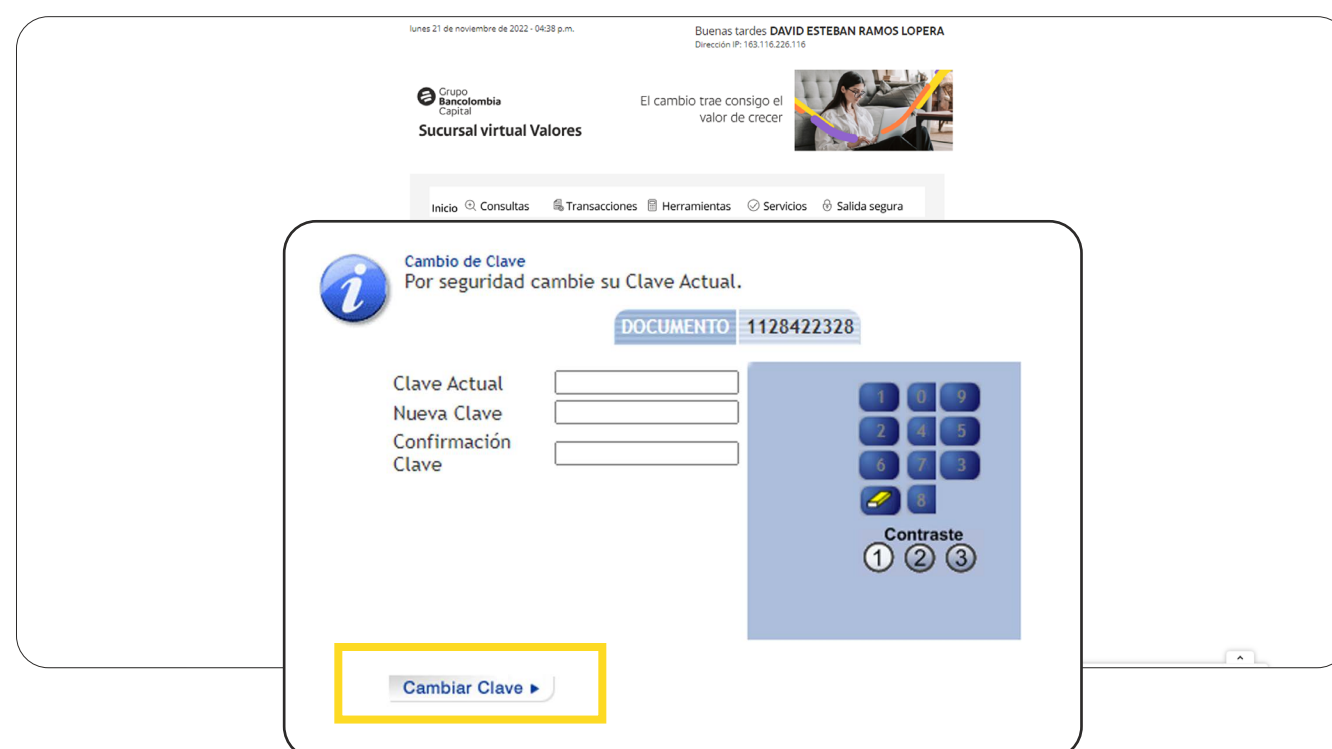 lunes 21 de noviembre de 2022 - 04:38 p.m.
Buenas tardes DAVID ESTEBAN RAMOS LOPERA
Dirección IP: 163.116.226.116
Grupo
Bancolombia
Capital
Sucursal virtual Valores
El cambio trae consigo el
valor de crecer
Inicio Consultas Transacciones Herramientas Servicios Salida segura
Cambio de Clave
Por seguridad cambie su Clave Actual.
DOCUMENTO 1128422328
Clave Actual
Nueva Clave
Confirmación
Clave
1 0 9
2 4 5
6 7 3
8
Contraste
1 2 3
Cambiar Clave